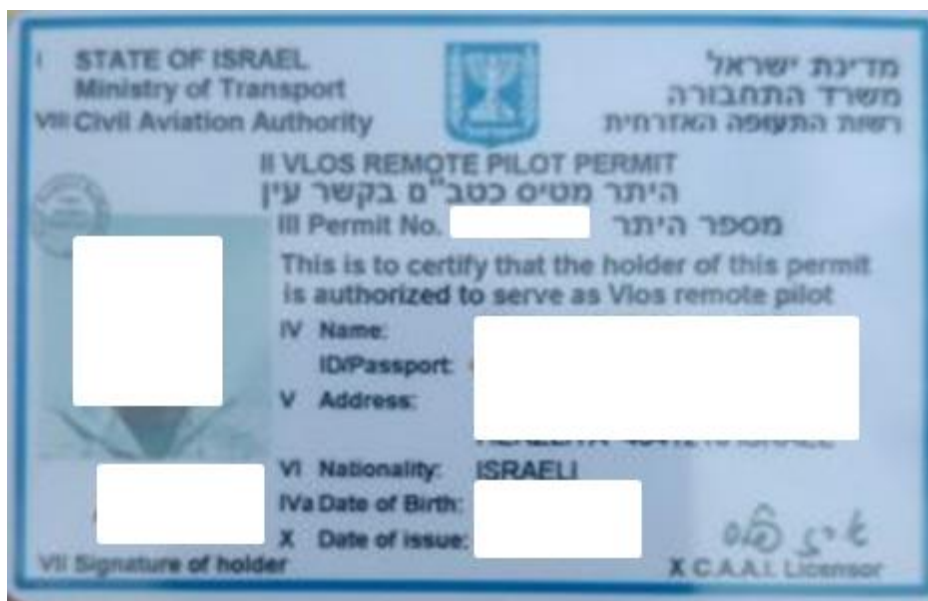 I STATE OF ISRAEL
Ministry of Transport
VIII Civil Aviation Authority
מדינת ישראל
משרד התחבורה
רשות התעופה האזרחית
II VLOS REMOTE PILOT PERMIT
היתר מטיס כטב"ם בקשר עין
III Permit No. מספר היתר
This is to certify that the holder of this permit
is authorized to serve as Vlos remote pilot
IV Name:
ID/Passport:
V Address:
VI Nationality: ISRAELI
IVa Date of Birth:
X Date of issue:
VII Signature of holder
X C.A.A.I. Licensor